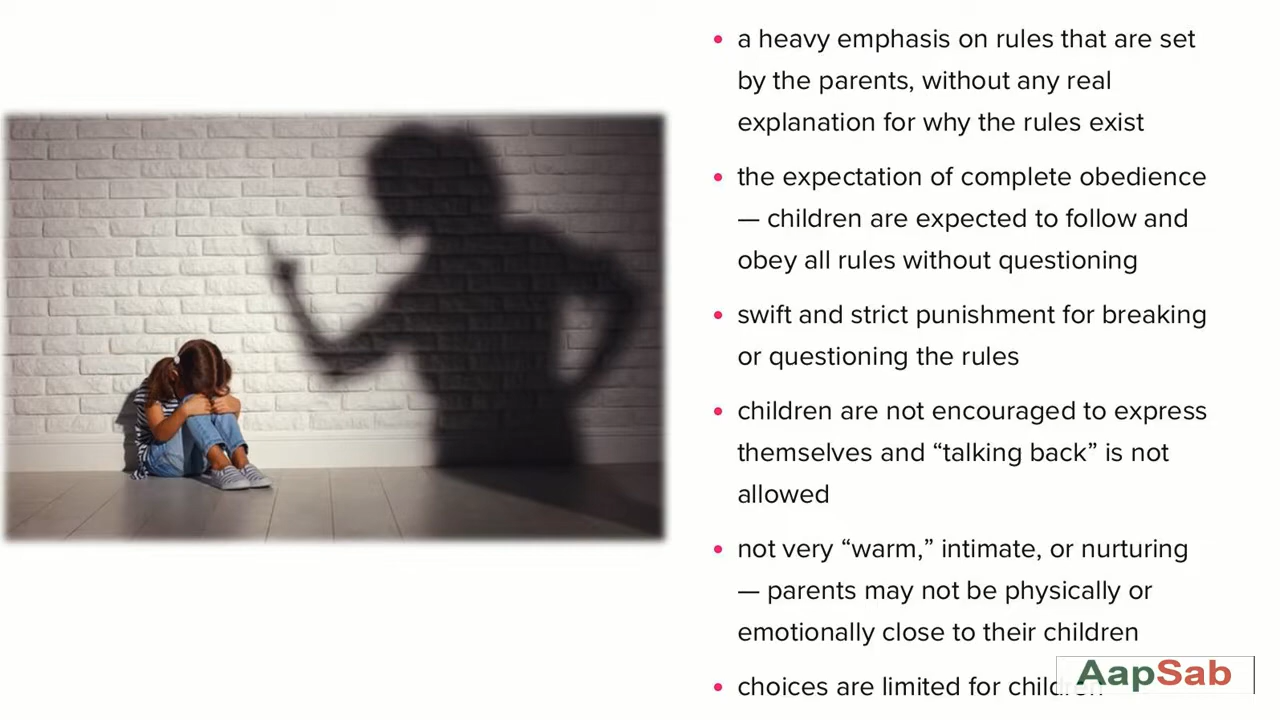 • a heavy emphasis on rules that are set
by the parents, without any real
explanation for why the rules exist
• the expectation of complete obedience
— children are expected to follow and
obey all rules without questioning
• swift and strict punishment for breaking
or questioning the rules
• children are not encouraged to express
themselves and “talking back” is not
allowed
• not very “warm,” intimate, or nurturing
— parents may not be physically or
emotionally close to their children
• choices are limited for children
AapSab